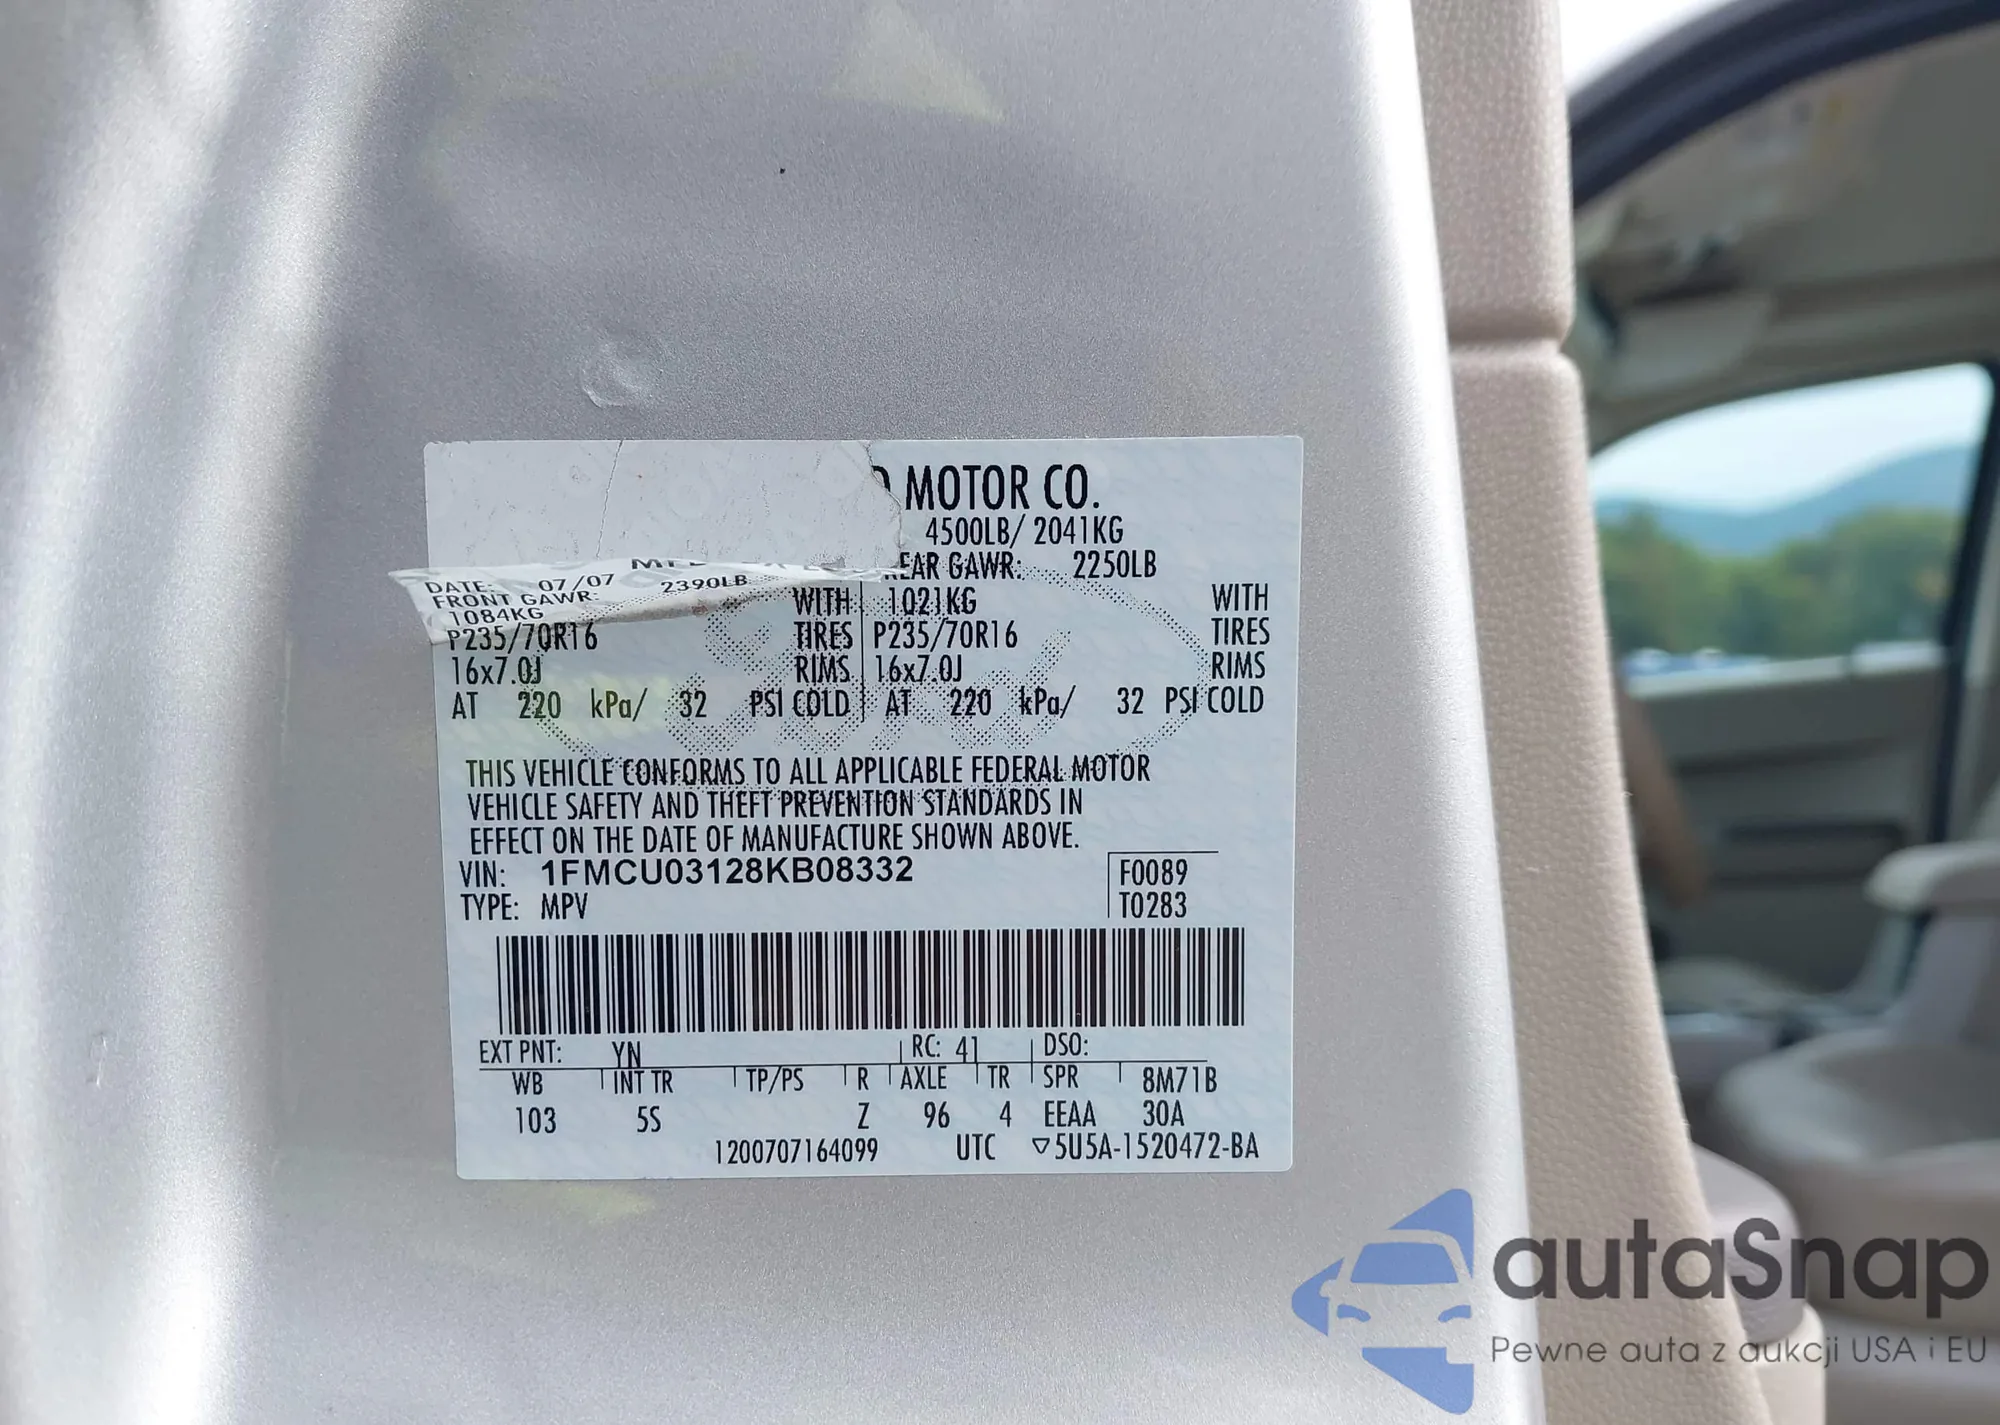 MOTOR CO.
4500LB/ 2041KG
DATE: 07/07
EAR GAWR: 2250LB
FRONT GAWR: 2390LB
1084KG WITH 1021KG WITH
P235/70R16 TIRES P235/70R16 TIRES
16x7.0J RIMS 16x7.0J RIMS
AT 220 kPa/ 32 PSI COLD AT 220 kPa/ 32 PSI COLD
THIS VEHICLE CONFORMS TO ALL APPLICABLE FEDERAL MOTOR
VEHICLE SAFETY AND THEFT PREVENTION STANDARDS IN
EFFECT ON THE DATE OF MANUFACTURE SHOWN ABOVE.
VIN: 1FMCU03128KB08332 F0089
TYPE: MPV T0283
EXT PNT: YN RC: 41 DSO:
WB INT TR TP/PS R AXLE TR SPR 8M71B
103 5S Z 96 4 EEAA 30A
1200707164099 UTC ▽5U5A-1520472-BA
Ford
autaSnap
Pewne auta z aukcji USA i EU